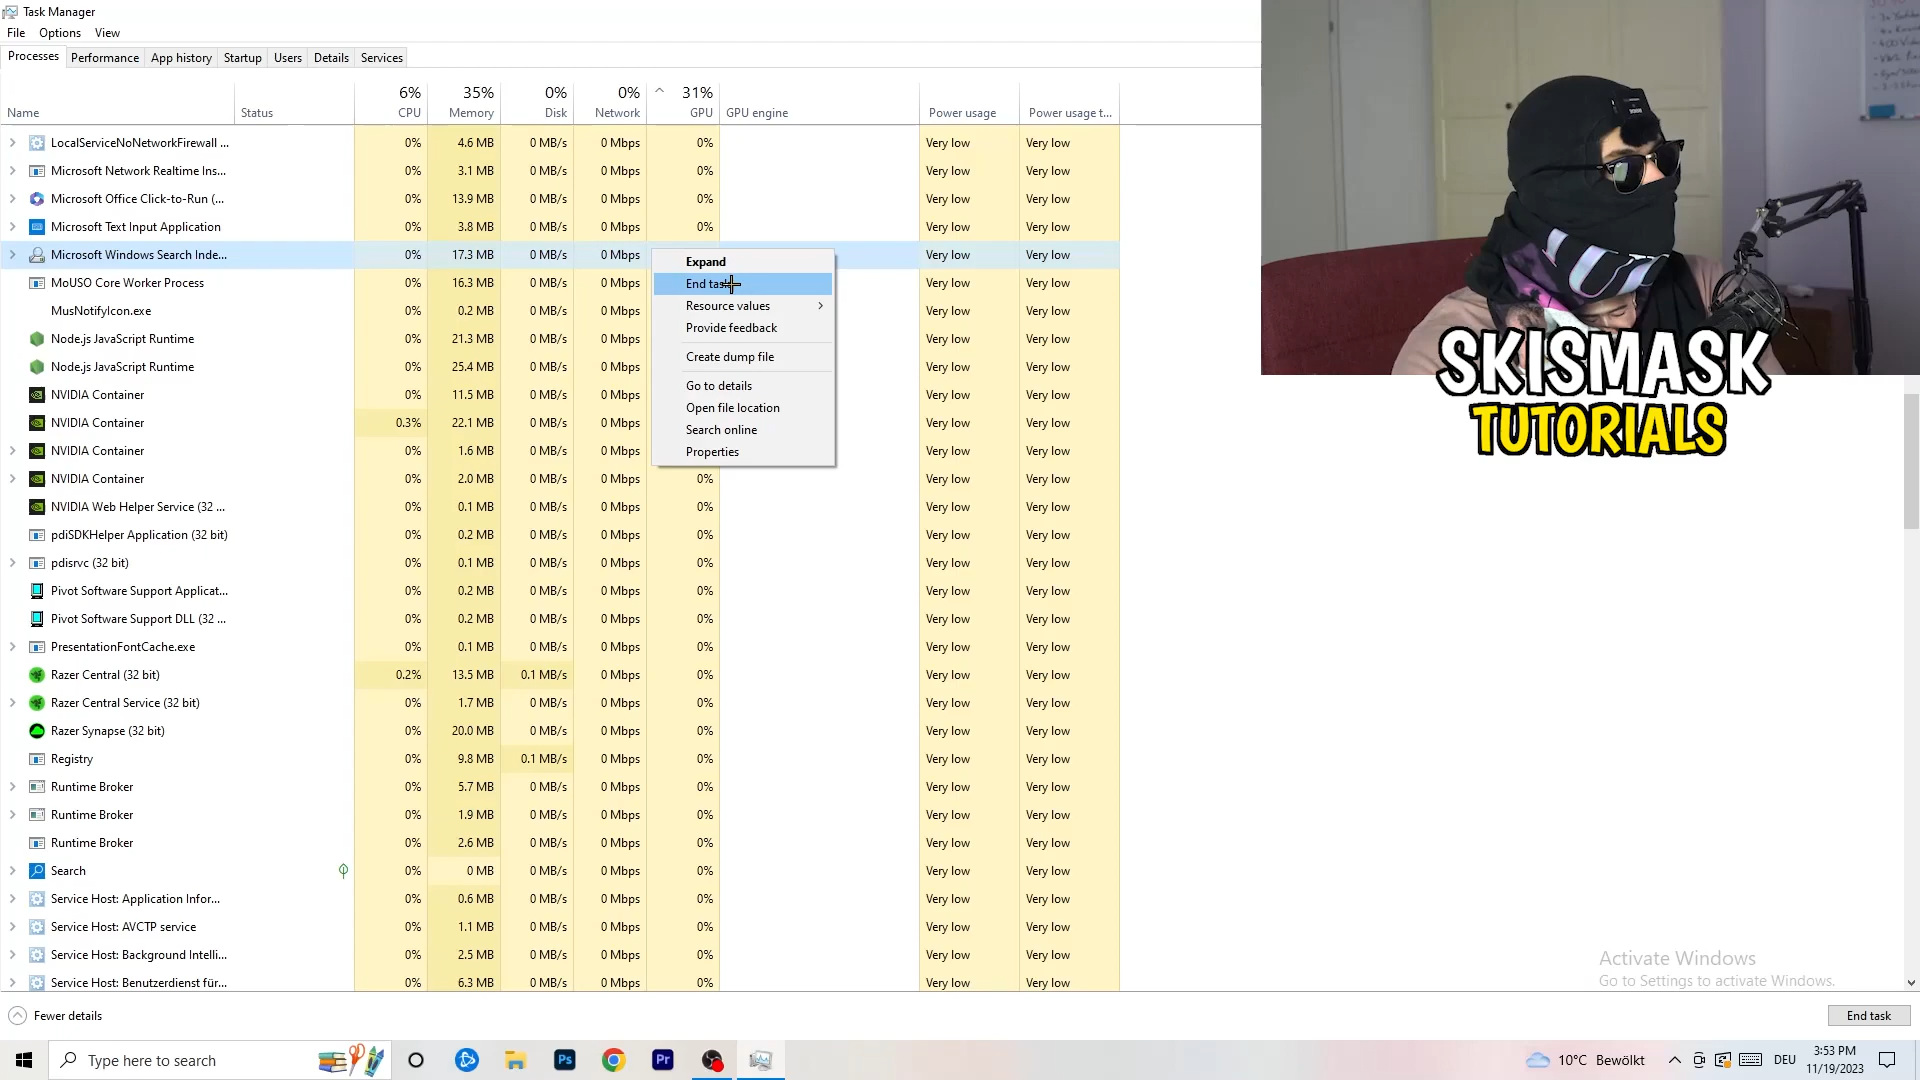 Task Manager
File Options View
Processes Performance App history Startup Users Details Services
6% 35% 0% 0% 31%
Name Status CPU Memory Disk Network GPU GPU engine Power usage Power usage t...
LocalServiceNoNetworkFirewall ... 0% 4.6 MB 0 MB/s 0 Mbps 0% Very low Very low
Microsoft Network Realtime Ins... 0% 3.1 MB 0 MB/s 0 Mbps 0% Very low Very low
Microsoft Office Click-to-Run (... 0% 13.9 MB 0 MB/s 0 Mbps 0% Very low Very low
Microsoft Text Input Application 0% 3.8 MB 0 MB/s 0 Mbps 0% Very low Very low
Microsoft Windows Search Inde... 0% 17.3 MB 0 MB/s 0 Mbps Very low Very low
MoUSO Core Worker Process 0% 16.3 MB 0 MB/s 0 Mbps Very low Very low
MusNotifyIcon.exe 0% 0.2 MB 0 MB/s 0 Mbps Very low Very low
Node.js JavaScript Runtime 0% 21.3 MB 0 MB/s 0 Mbps Very low Very low
Node.js JavaScript Runtime 0% 25.4 MB 0 MB/s 0 Mbps Very low Very low
NVIDIA Container 0% 11.5 MB 0 MB/s 0 Mbps Very low Very low
NVIDIA Container 0.3% 22.1 MB 0 MB/s 0 Mbps Very low Very low
NVIDIA Container 0% 1.6 MB 0 MB/s 0 Mbps Very low Very low
NVIDIA Container 0% 2.0 MB 0 MB/s 0 Mbps 0% Very low Very low
NVIDIA Web Helper Service (32 ... 0% 0.1 MB 0 MB/s 0 Mbps 0% Very low Very low
pdiSDKHelper Application (32 bit) 0% 0.2 MB 0 MB/s 0 Mbps 0% Very low Very low
pdisrvc (32 bit) 0% 0.1 MB 0 MB/s 0 Mbps 0% Very low Very low
Pivot Software Support Applicat... 0% 0.2 MB 0 MB/s 0 Mbps 0% Very low Very low
Pivot Software Support DLL (32 ... 0% 0.2 MB 0 MB/s 0 Mbps 0% Very low Very low
PresentationFontCache.exe 0% 0.1 MB 0 MB/s 0 Mbps 0% Very low Very low
Razer Central (32 bit) 0.2% 13.5 MB 0.1 MB/s 0 Mbps 0% Very low Very low
Razer Central Service (32 bit) 0% 1.7 MB 0 MB/s 0 Mbps 0% Very low Very low
Razer Synapse (32 bit) 0% 20.0 MB 0 MB/s 0 Mbps 0% Very low Very low
Registry 0% 9.8 MB 0.1 MB/s 0 Mbps 0% Very low Very low
Runtime Broker 0% 5.7 MB 0 MB/s 0 Mbps 0% Very low Very low
Runtime Broker 0% 1.9 MB 0 MB/s 0 Mbps 0% Very low Very low
Runtime Broker 0% 2.6 MB 0 MB/s 0 Mbps 0% Very low Very low
Search 0% 0 MB 0 MB/s 0 Mbps 0% Very low Very low
Service Host: Application Infor... 0% 0.6 MB 0 MB/s 0 Mbps 0% Very low Very low
Service Host: AVCTP service 0% 1.1 MB 0 MB/s 0 Mbps 0% Very low Very low
Service Host: Background Intelli... 0% 2.5 MB 0 MB/s 0 Mbps 0% Very low Very low
Service Host: Benutzerdienst für... 0% 6.3 MB 0 MB/s 0 Mbps 0% Very low Very low
Expand
End task
Resource values
Provide feedback
Create dump file
Go to details
Open file location
Search online
Properties
SKISMASK
TUTORIALS
Activate Windows
Go to Settings to activate Windows.
Fewer details
End task
Type here to search
Ps
Pr
10°C Bewölkt
DEU
3:53 PM
11/19/2023